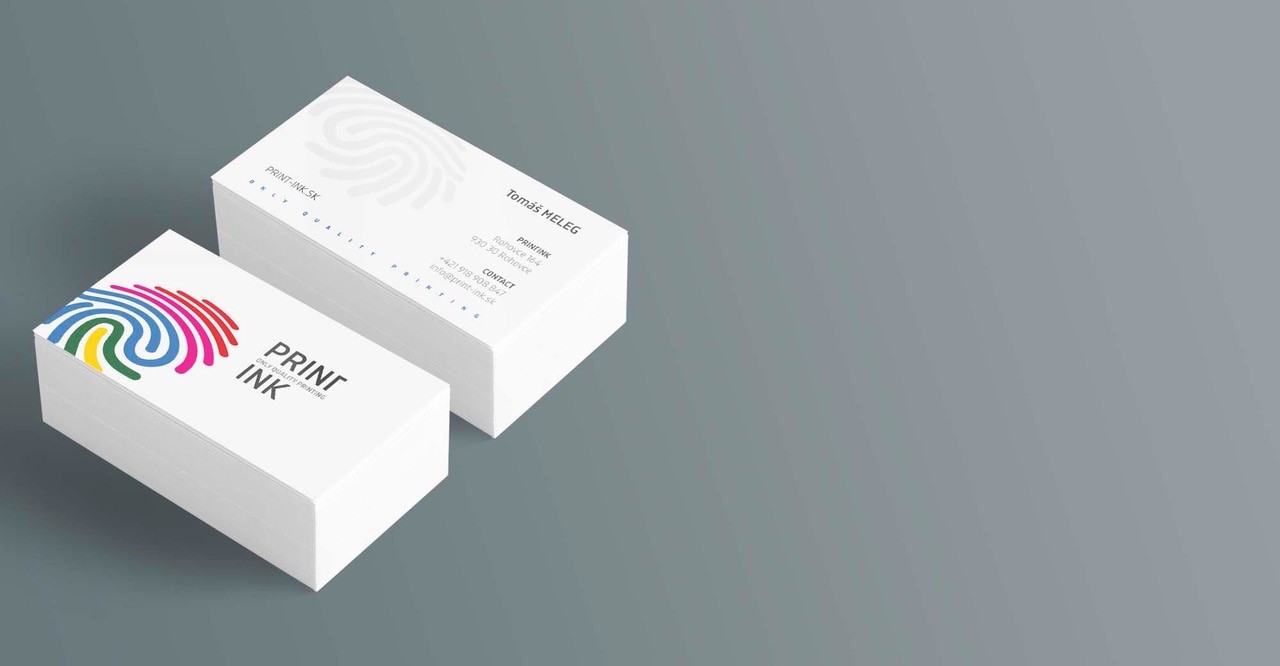 PRINT-INK.SK
ONLY QUALITY PRINTING
Tomáš MELEG
PRINTINK
Rohovce 164
930 30 Rohovce
CONTACT
+421 918 908 847
info@print-ink.sk
PRINT
ONLY QUALITY PRINTING
INK